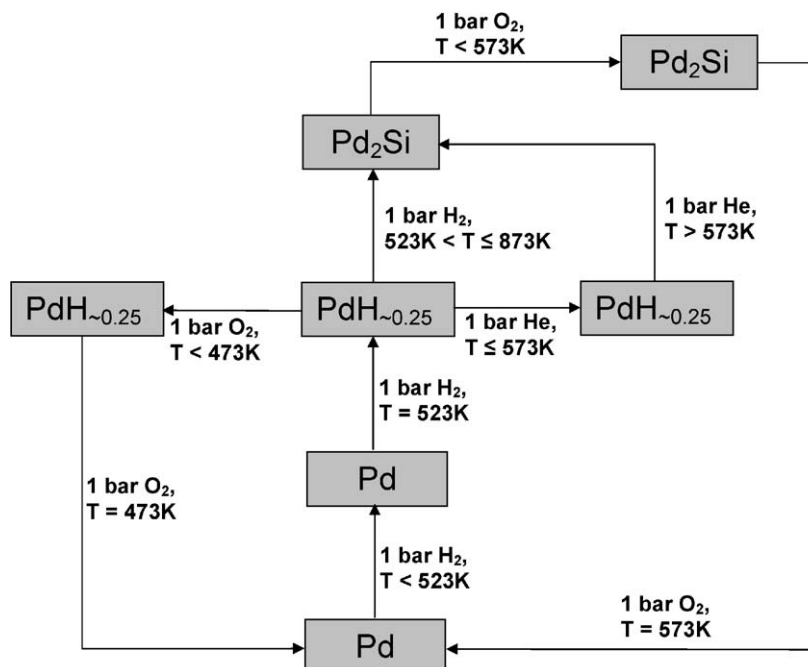 1 bar O₂,
T < 573K
Pd₂Si
Pd₂Si
1 bar H₂,
523K < T ≤ 873K
1 bar He,
T > 573K
PdH~0.25
1 bar O₂,
T < 473K
PdH~0.25
1 bar He,
T ≤ 573K
PdH~0.25
1 bar H₂,
T = 523K
Pd
1 bar O₂,
T = 473K
1 bar H₂,
T < 523K
1 bar O₂,
T = 573K
Pd